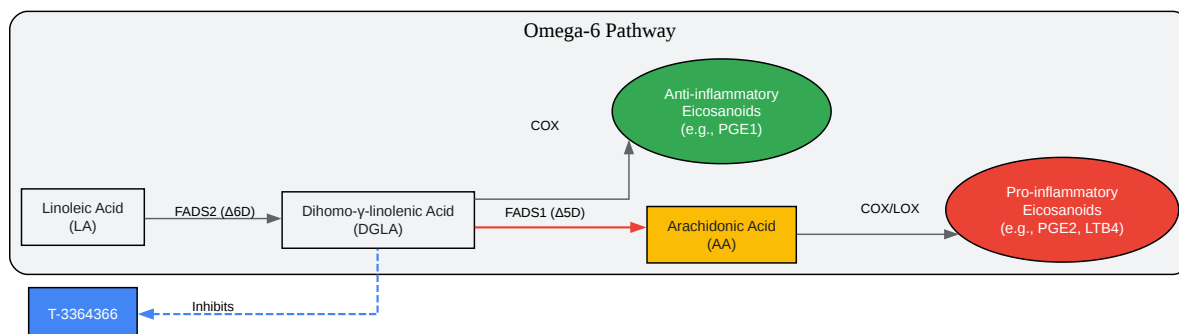 Omega-6 Pathway
Anti-inflammatory
Eicosanoids
(e.g., PGE1)
COX
Linoleic Acid
(LA)
FADS2 (Δ6D)
Dihomo-γ-linolenic Acid
(DGLA)
FADS1 (Δ5D)
Arachidonic Acid
(AA)
COX/LOX
Pro-inflammatory
Eicosanoids
(e.g., PGE2, LTB4)
T-3364366
Inhibits